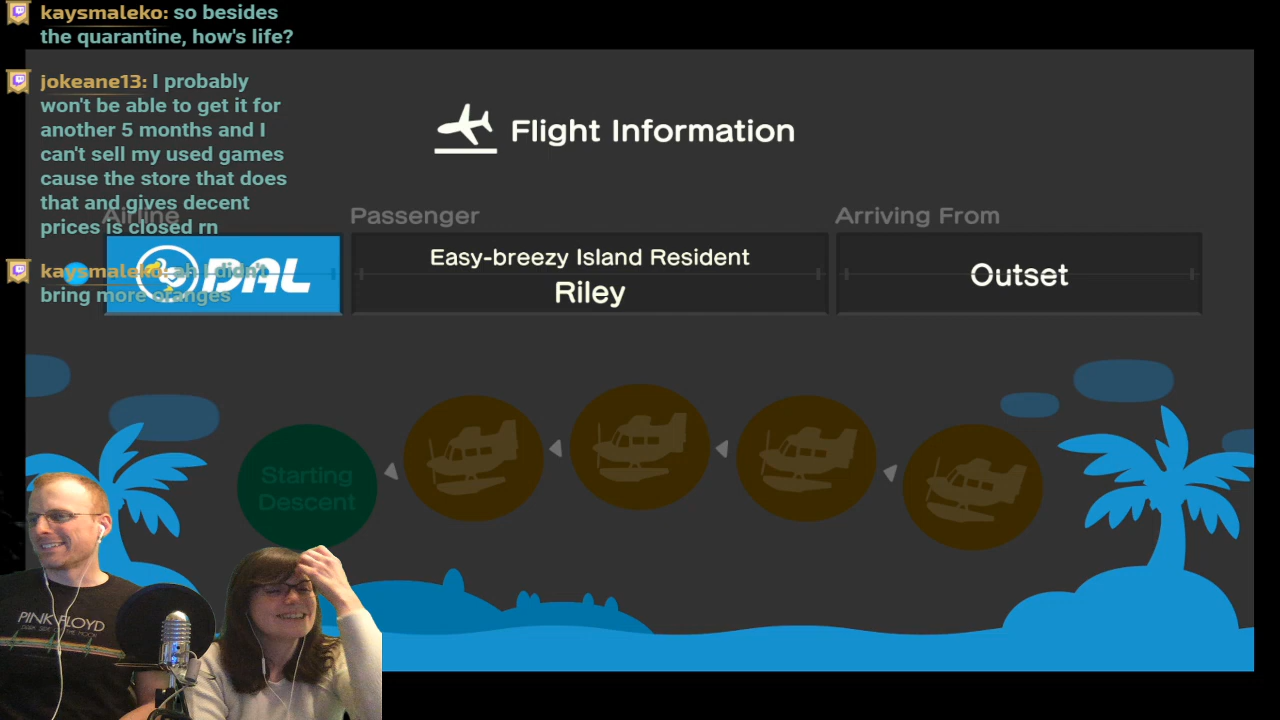 kaysmaleko: so besides
the quarantine, how's life?
jokeane13: I probably
won't be able to get it for
another 5 months and I
can't sell my used games
cause the store that does
that and gives decent
prices is closed rn
kaysmaleko: ah I didn't
bring more oranges
Flight Information
Airline
Passenger
Arriving From
DAL
Easy-breezy Island Resident
Riley
Outset
Starting
Descent
PINK FLOYD